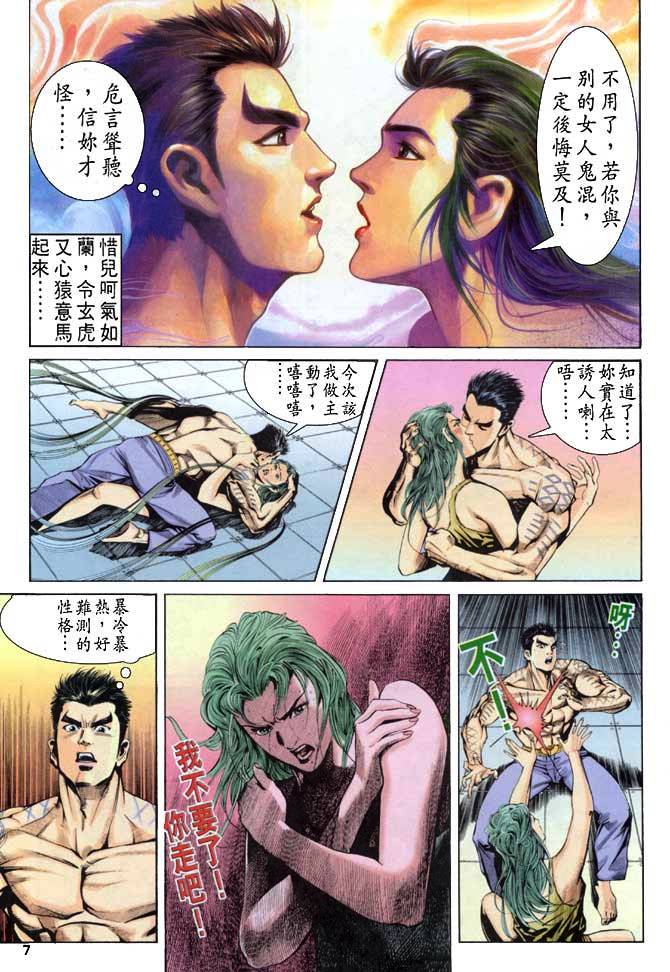 不用了，若你與
別的女人鬼混，
一定後悔莫及！
危言聳聽
，信妳才
怪……
惜兒呵氣如
蘭，令玄虎
又心猿意馬
起來……
知道了…
妳實在太
誘人喇…
唔……
今次該
我做主
動了，
嘻嘻嘻
…
呀…
不！
我不要了！
你走吧！
暴冷暴
熱，好
難測的
性格…
7